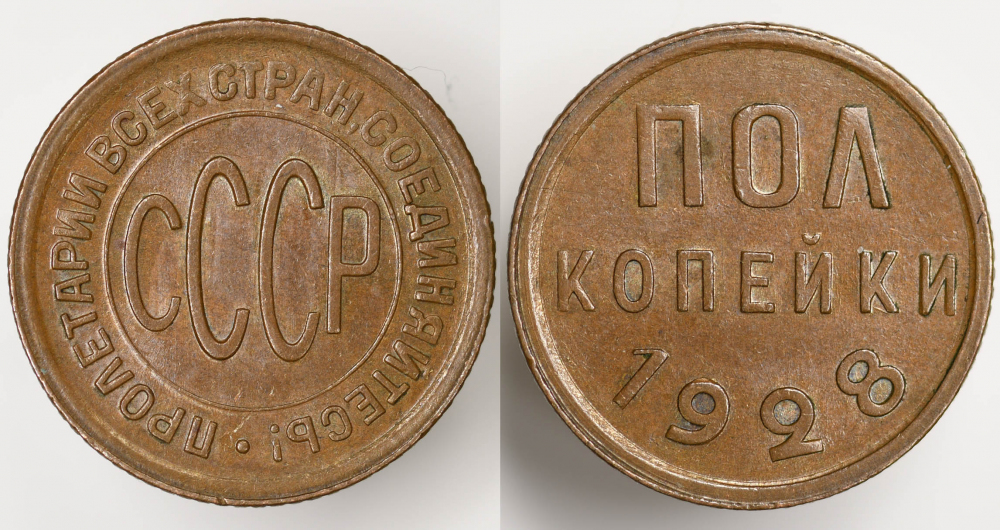 ПРОЛЕТАРИИ ВСЕХ СТРАН, СОЕДИНЯЙТЕСЬ!
СССР
ПОЛ
КОПЕЙКИ
1928